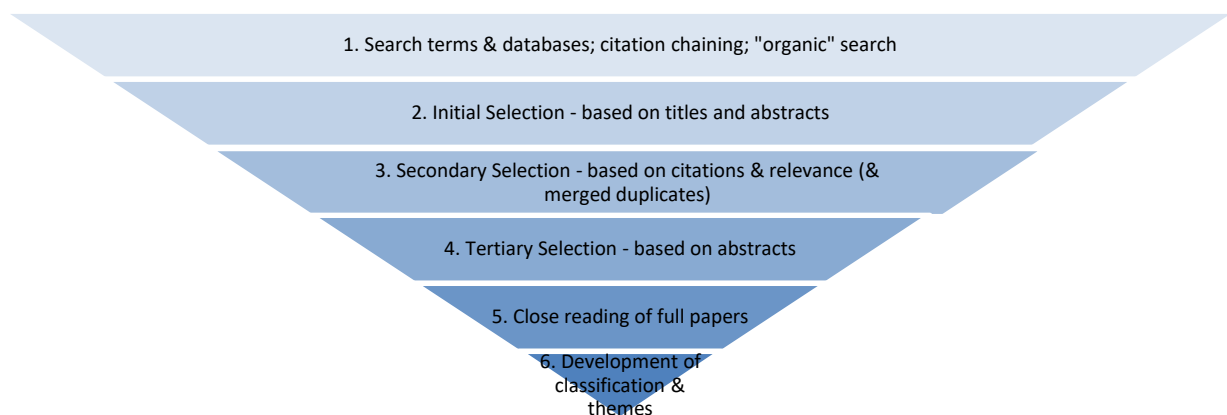 1. Search terms & databases; citation chaining; "organic" search
2. Initial Selection - based on titles and abstracts
3. Secondary Selection - based on citations & relevance (&
merged duplicates)
4. Tertiary Selection - based on abstracts
5. Close reading of full papers
6. Development of
classification &
themes